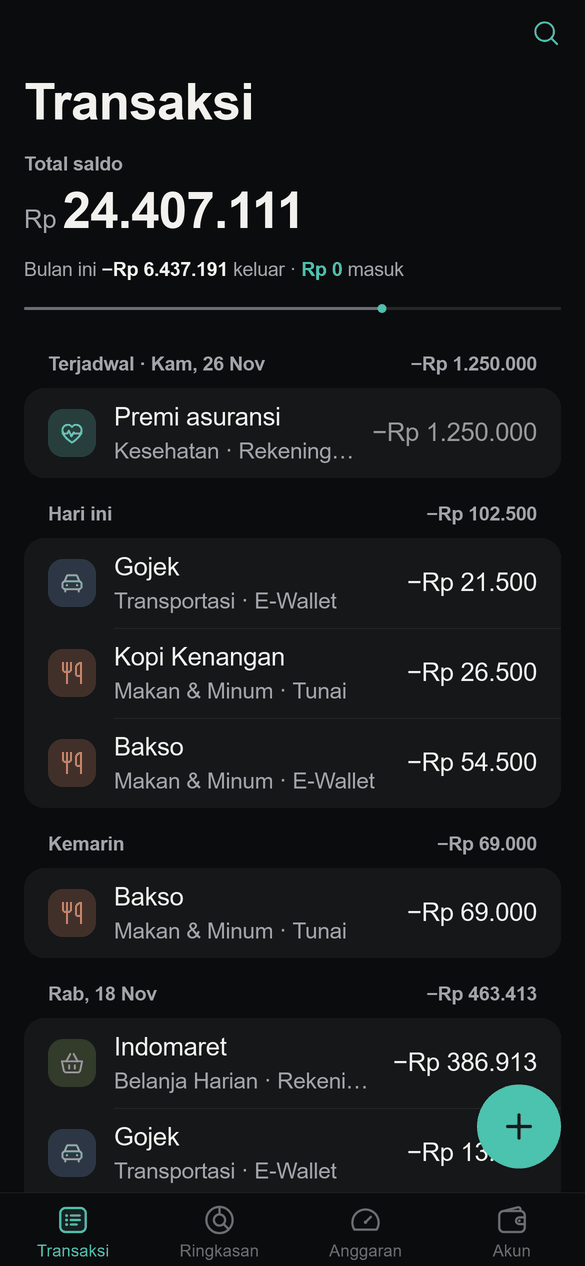 Transaksi
Total saldo
Rp 24.407.111
Bulan ini −Rp 6.437.191 keluar · Rp 0 masuk
Terjadwal · Kam, 26 Nov −Rp 1.250.000
Premi asuransi
Kesehatan · Rekening… −Rp 1.250.000
Hari ini −Rp 102.500
Gojek
Transportasi · E-Wallet −Rp 21.500
Kopi Kenangan
Makan & Minum · Tunai −Rp 26.500
Bakso
Makan & Minum · E-Wallet −Rp 54.500
Kemarin −Rp 69.000
Bakso
Makan & Minum · Tunai −Rp 69.000
Rab, 18 Nov −Rp 463.413
Indomaret
Belanja Harian · Rekeni… −Rp 386.913
Gojek
Transportasi · E-Wallet −Rp
Transaksi Ringkasan Anggaran Akun